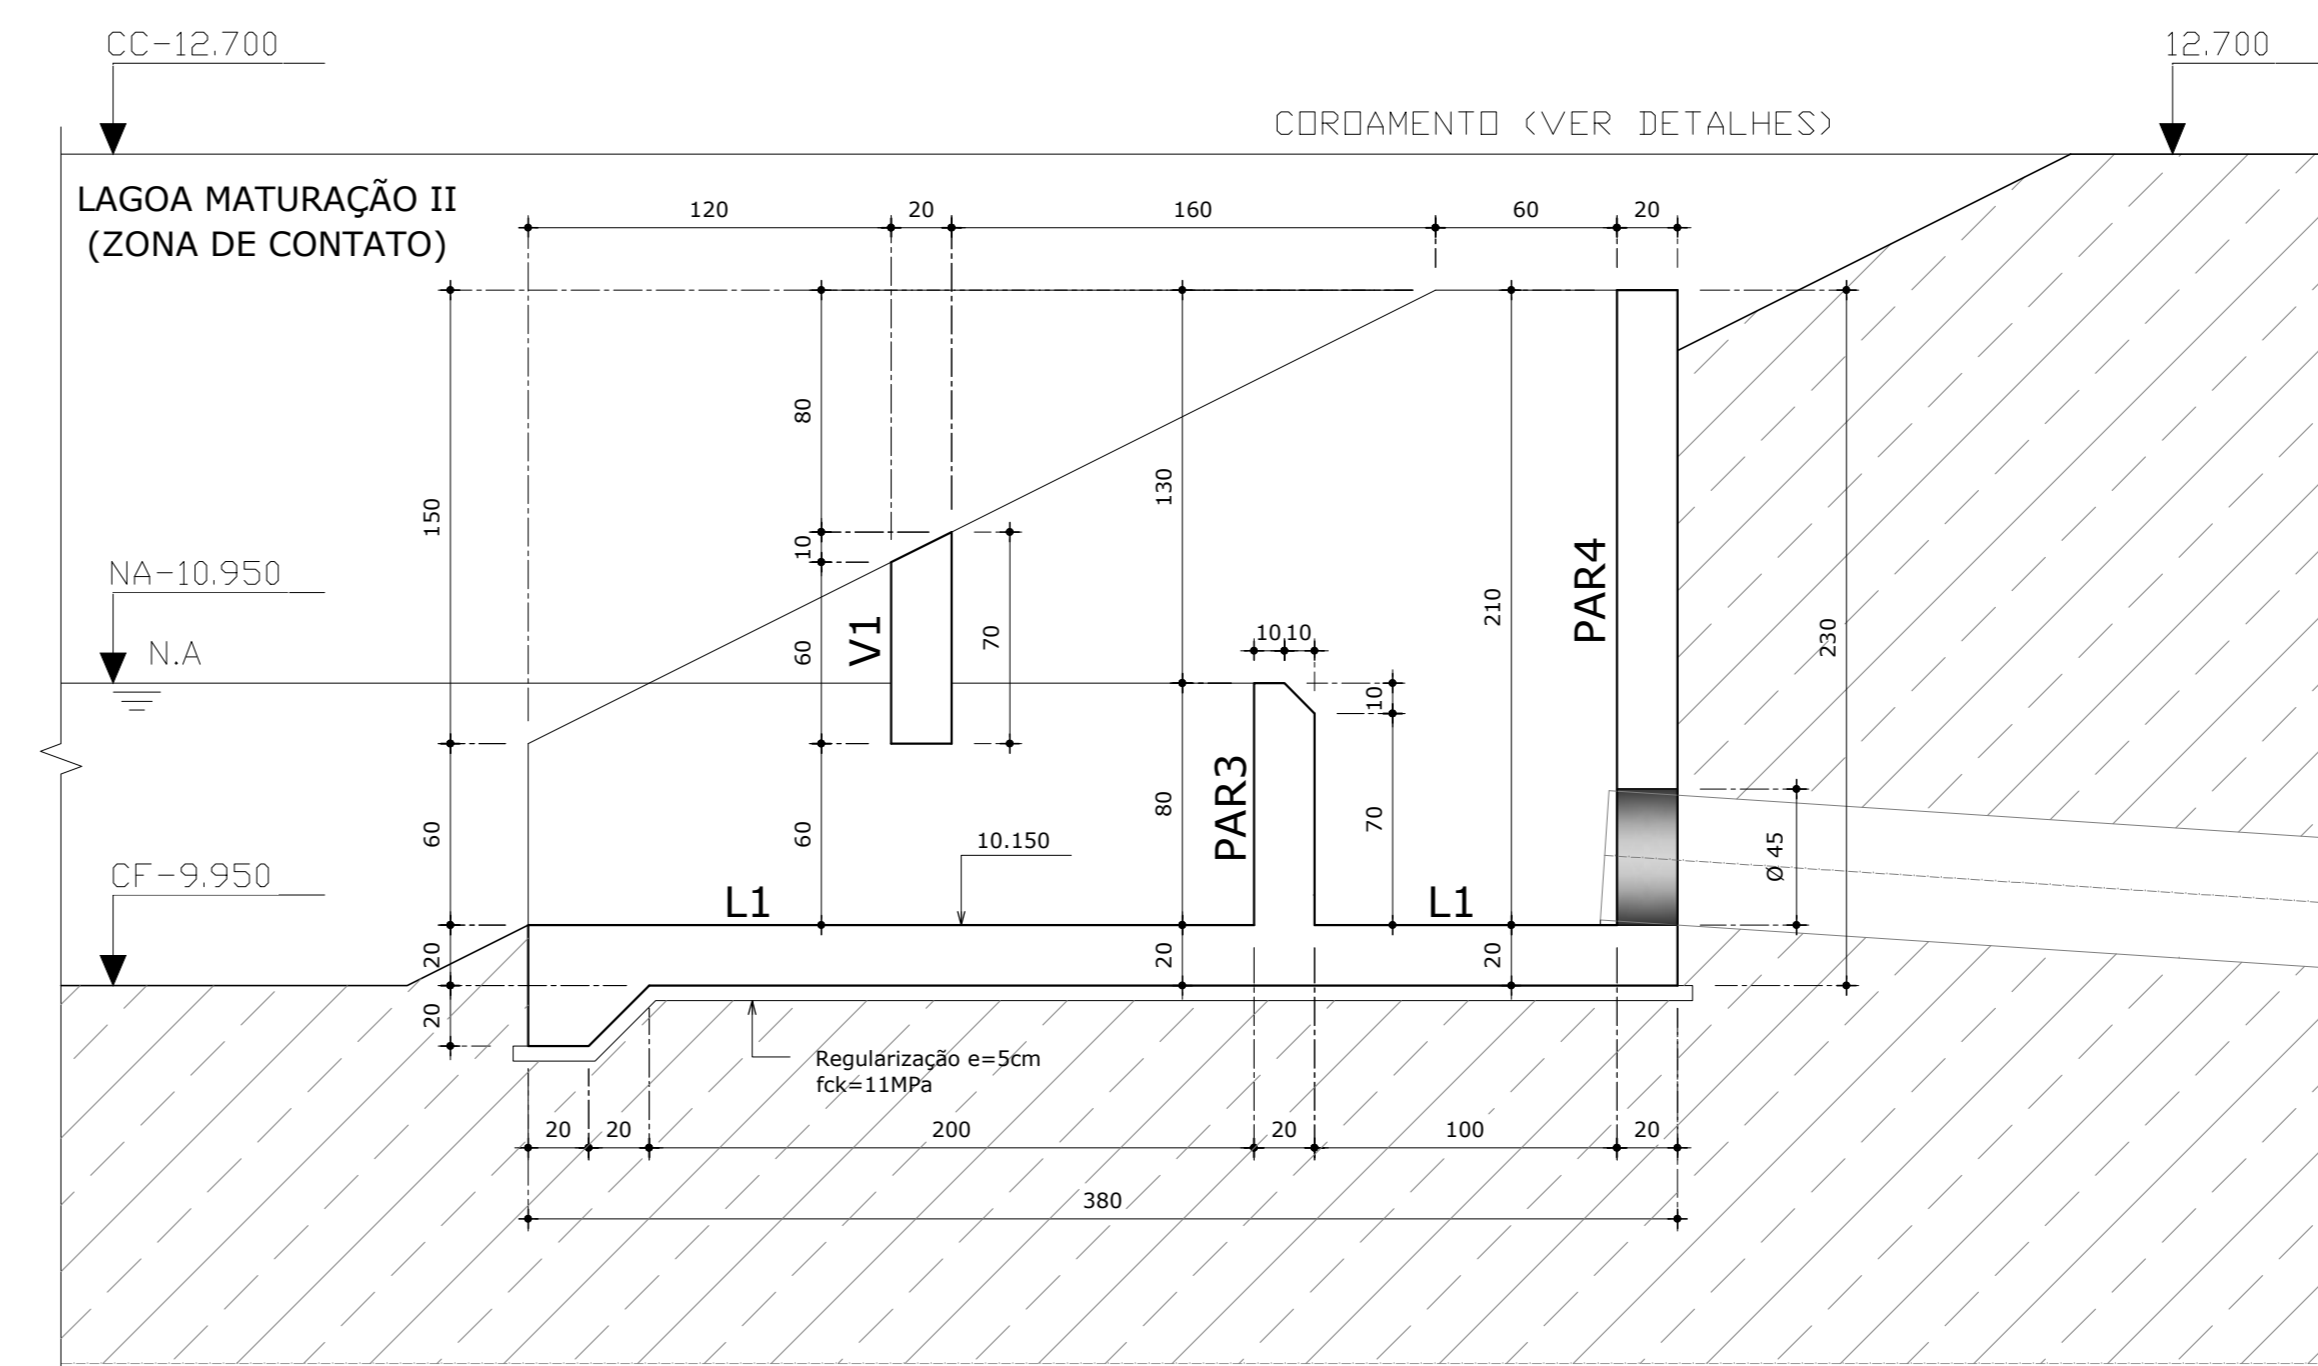 CC-12.700
12.700
COROAMENTO (VER DETALHES)
LAGOA MATURAÇÃO II
(ZONA DE CONTATO)
120
20
160
60
20
80
150
130
10
NA-10.950
N.A
V1
60
70
210
PAR4
230
10
10
10
60
60
80
PAR3
70
Ø 45
10.150
CF-9.950
L1
L1
20
20
20
20
Regularização e=5cm
fck=11MPa
20
20
200
20
100
20
380